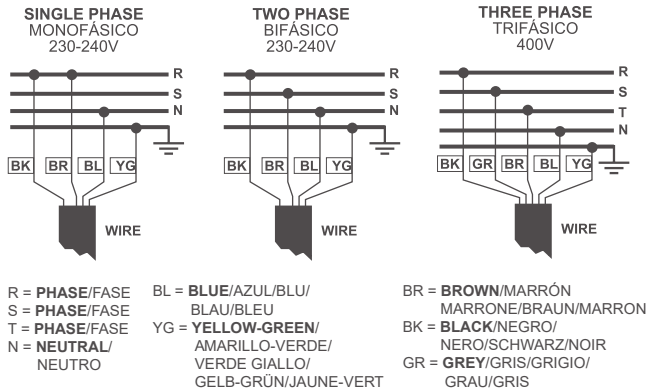 SINGLE PHASE
MONOFÁSICO
230-240V
R
S
N
BK BR BL YG
WIRE
TWO PHASE
BIFÁSICO
230-240V
R
S
N
BK BR BL YG
WIRE
THREE PHASE
TRIFÁSICO
400V
R
S
T
N
BK GR BR BL YG
WIRE
R = PHASE/FASE
S = PHASE/FASE
T = PHASE/FASE
N = NEUTRAL/
NEUTRO
BL = BLUE/AZUL/BLU/
BLAU/BLEU
YG = YELLOW-GREEN/
AMARILLO-VERDE/
VERDE GIALLO/
GELB-GRÜN/JAUNE-VERT
BR = BROWN/MARRÓN
MARRONE/BRAUN/MARRON
BK = BLACK/NEGRO/
NERO/SCHWARZ/NOIR
GR = GREY/GRIS/GRIGIO/
GRAU/GRIS